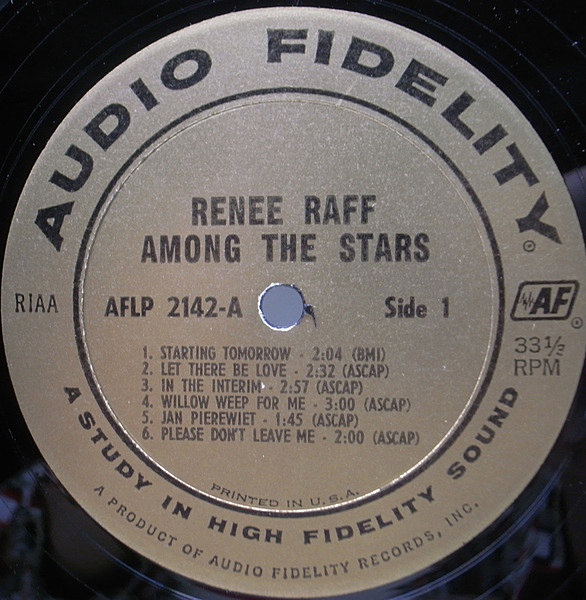 AUDIO FIDELITY
RENEE RAFF
AMONG THE STARS
RIAA
AFLP 2142-A
Side 1
AF
33 1/3
RPM
1. STARTING TOMORROW - 2:04 (BMI)
2. LET THERE BE LOVE - 2:32 (ASCAP)
3. IN THE INTERIM - 2:57 (ASCAP)
4. WILLOW WEEP FOR ME - 3:00 (ASCAP)
5. JAN PIEREWIET - 1:45 (ASCAP)
6. PLEASE DON'T LEAVE ME - 2:00 (ASCAP)
PRINTED IN U.S.A.
A STUDY IN HIGH FIDELITY SOUND
A PRODUCT OF AUDIO FIDELITY RECORDS, INC.